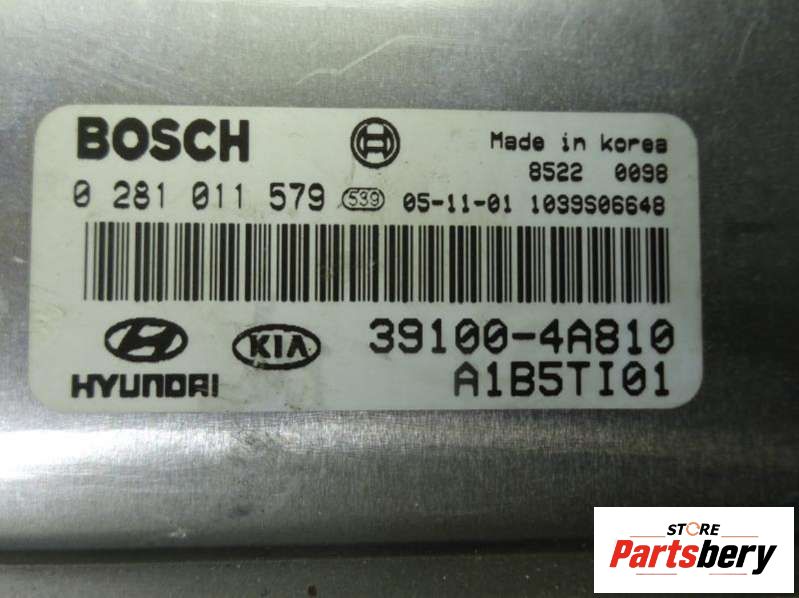 BOSCH
Made in korea
8522 0098
0 281 011 579 539 05-11-01 1039S06648
HYUNDAI KIA 39100-4A810
A1B5TI01
STORE
Partsbery